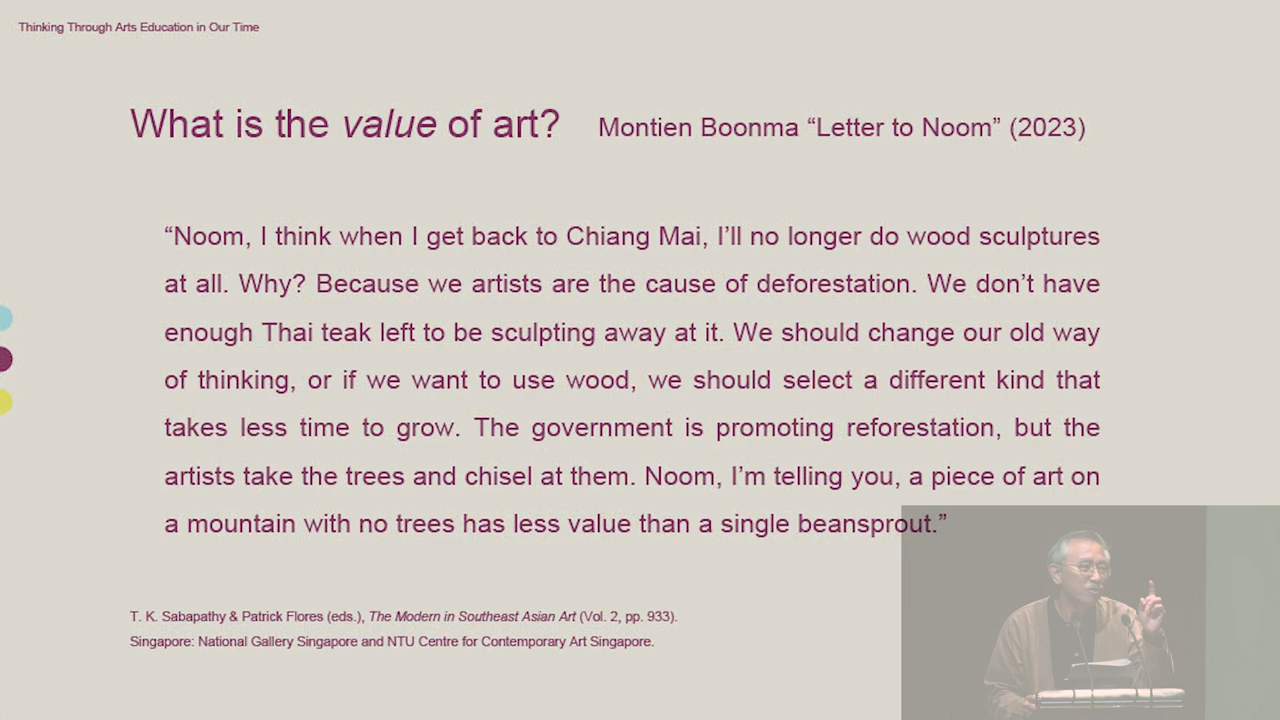 Thinking Through Arts Education in Our Time
What is the value of art? Montien Boonma “Letter to Noom” (2023)
“Noom, I think when I get back to Chiang Mai, I’ll no longer do wood sculptures
at all. Why? Because we artists are the cause of deforestation. We don’t have
enough Thai teak left to be sculpting away at it. We should change our old way
of thinking, or if we want to use wood, we should select a different kind that
takes less time to grow. The government is promoting reforestation, but the
artists take the trees and chisel at them. Noom, I’m telling you, a piece of art on
a mountain with no trees has less value than a single beansprout.”
T. K. Sabapathy & Patrick Flores (eds.), The Modern in Southeast Asian Art (Vol. 2, pp. 933).
Singapore: National Gallery Singapore and NTU Centre for Contemporary Art Singapore.